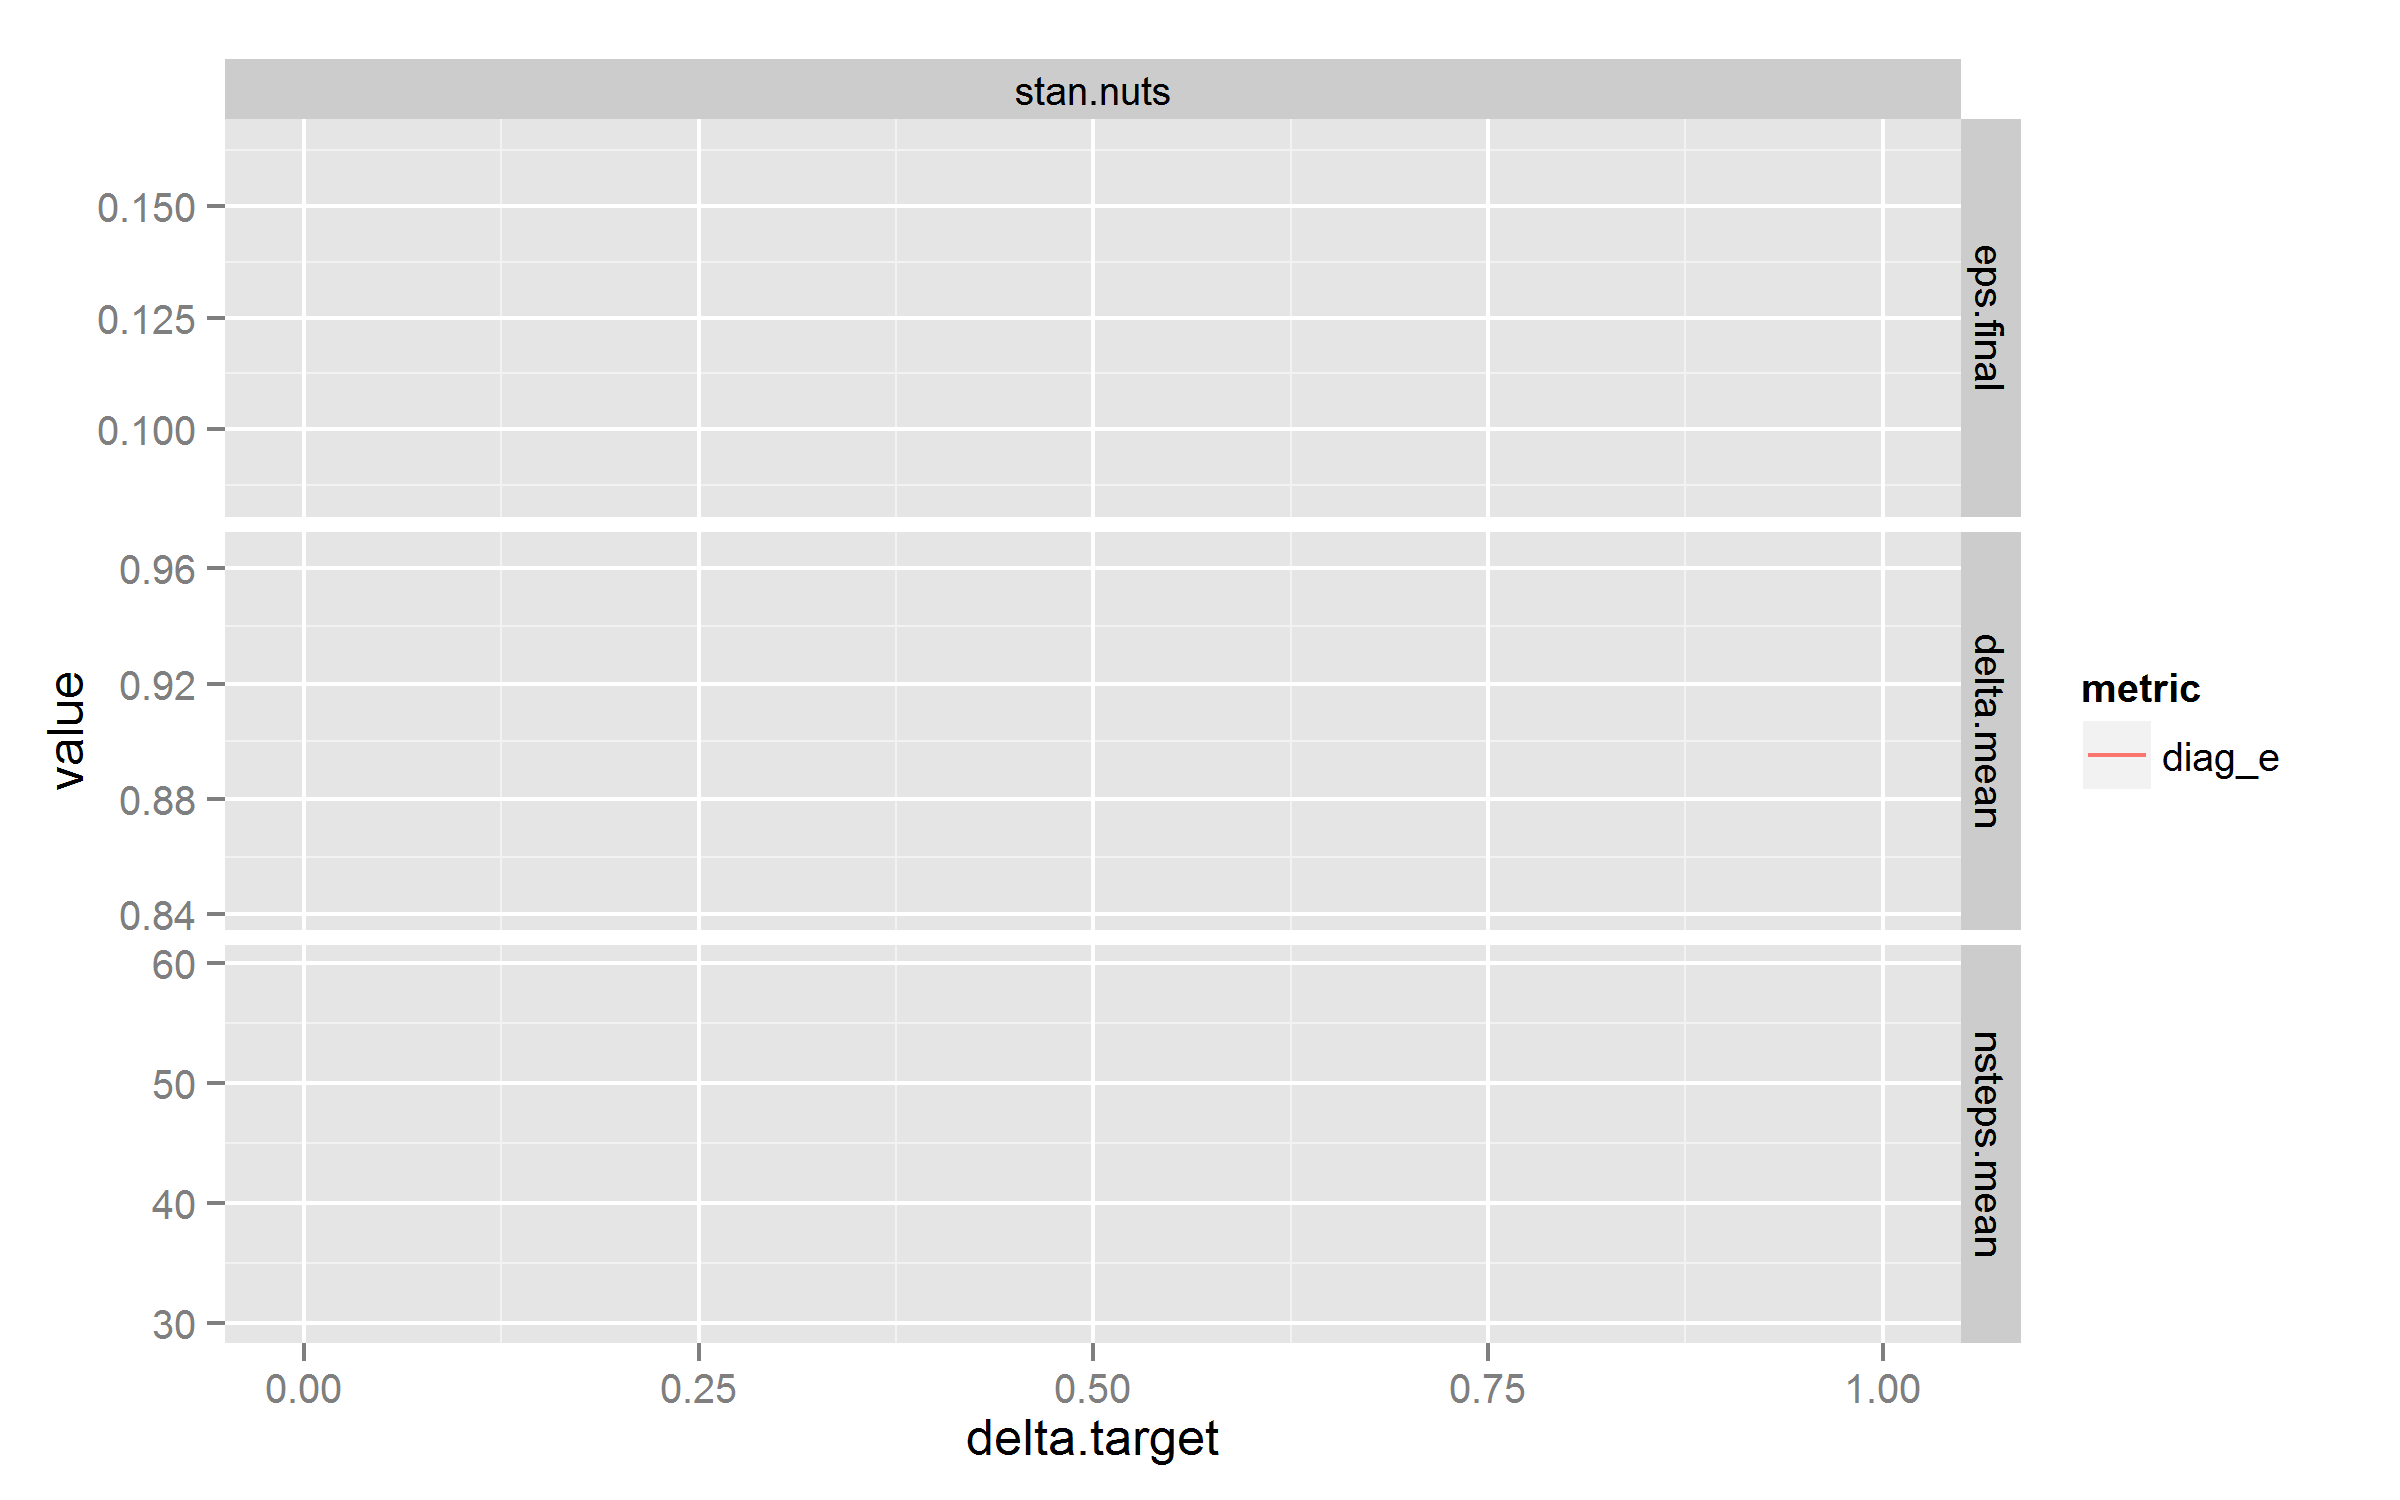 stan.nuts
0.150
0.125
0.100
eps.final
0.96
0.92
0.88
0.84
delta.mean
60
50
40
30
nsteps.mean
value
0.00 0.25 0.50 0.75 1.00
delta.target
metric
diag_e